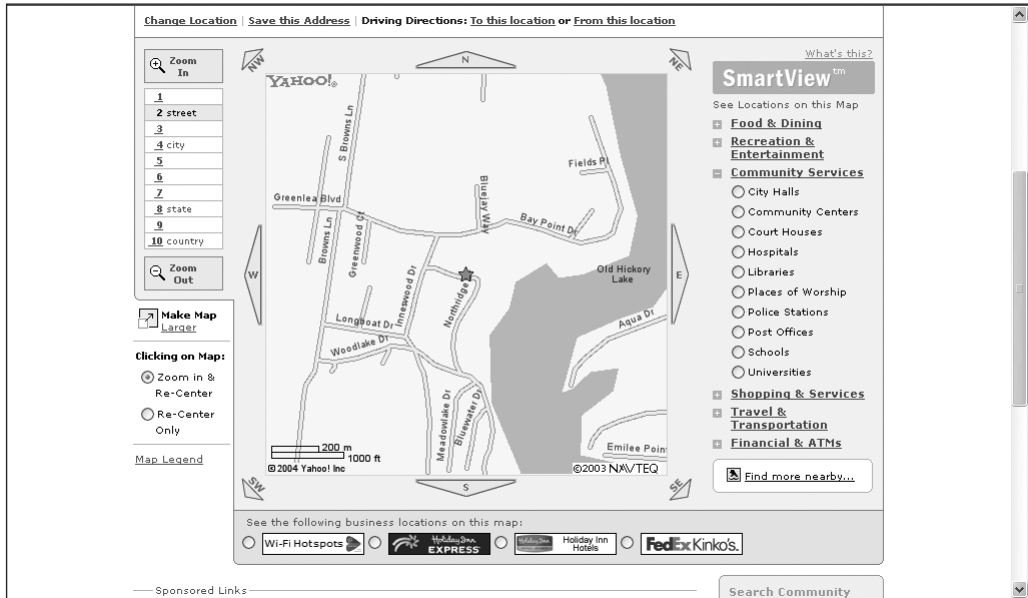 Change Location | Save this Address | Driving Directions: To this location or From this location
Zoom In
1
2 street
3
4 city
5
6
7
8 state
9
10 country
Zoom Out
Make Map Larger
Clicking on Map:
Zoom in & Re-Center
Re-Center Only
Map Legend
NW
N
NE
W
E
SW
S
SE
YAHOO!
S Browns Ln
Fields Pl
Greenlea Blvd
Bluejay Way
Bay Point Dr
Browns Ln
Greenwood Ct
Inneswood Dr
Northridge
Old Hickory Lake
Longboat Dr
Aqua Dr
Woodlake Dr
Meadowlake Dr
Bluewater Dr
Emilee Poin
200 m
1000 ft
©2004 Yahoo! Inc
©2003 NAVTEQ
What's this?
SmartView™
See Locations on this Map
Food & Dining
Recreation & Entertainment
Community Services
City Halls
Community Centers
Court Houses
Hospitals
Libraries
Places of Worship
Police Stations
Post Offices
Schools
Universities
Shopping & Services
Travel & Transportation
Financial & ATMs
Find more nearby...
See the following business locations on this map:
Wi-Fi Hotspots
Holiday Inn EXPRESS
Holiday Inn
Holiday Inn Hotels
FedEx Kinko's.
Sponsored Links
Search Community